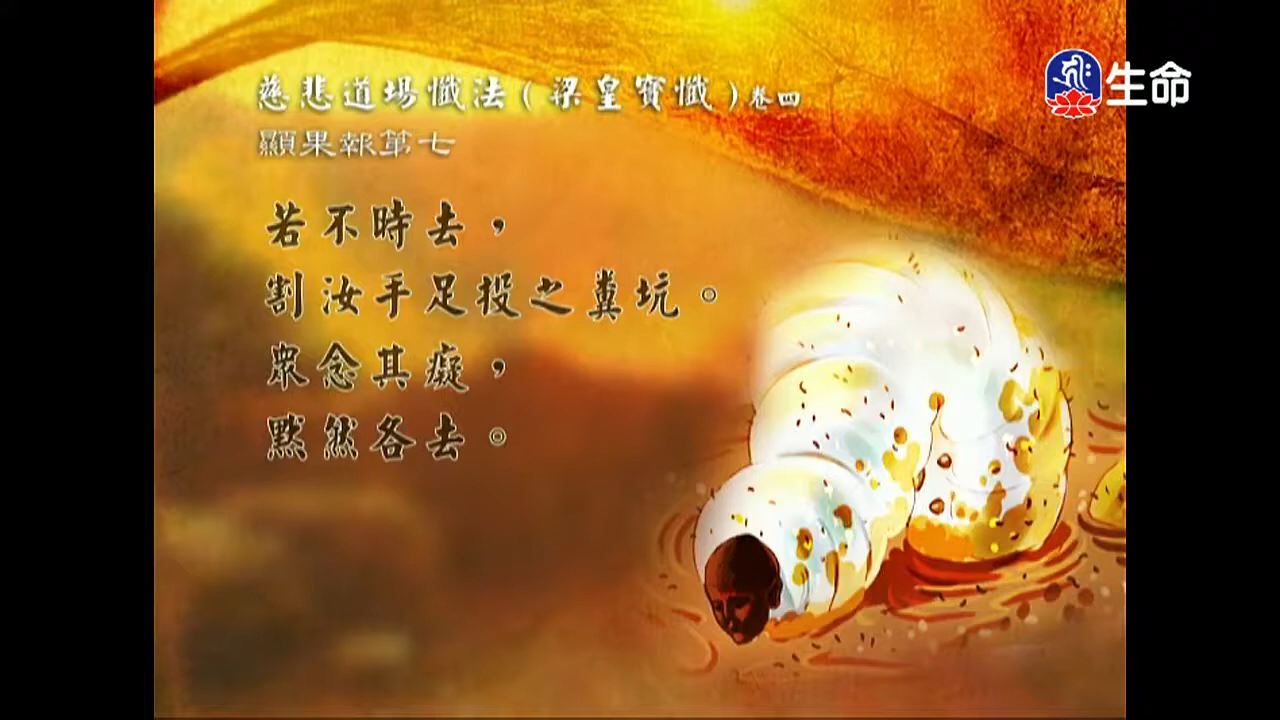 慈悲道場懺法(梁皇寶懺)卷四
生命
顯果報第七
若不時去，
割汝手足投之糞坑。
眾念其癡，
默然各去。